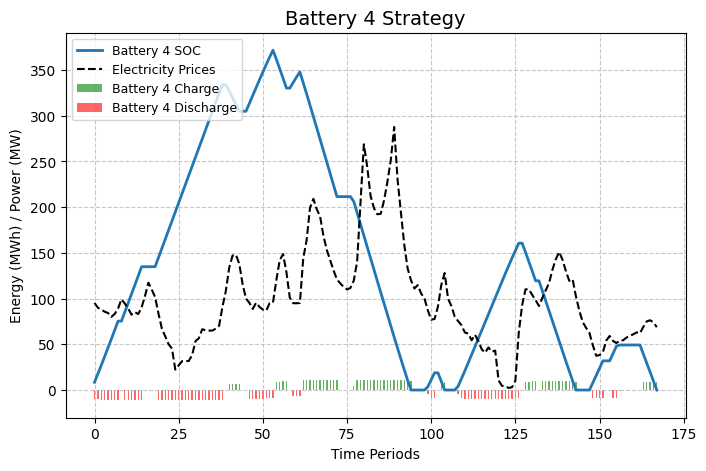 Battery 4 Strategy
Battery 4 SOC
Electricity Prices
Battery 4 Charge
Battery 4 Discharge
Energy (MWh) / Power (MW)
350
300
250
200
150
100
50
0
0 25 50 75 100 125 150 175
Time Periods